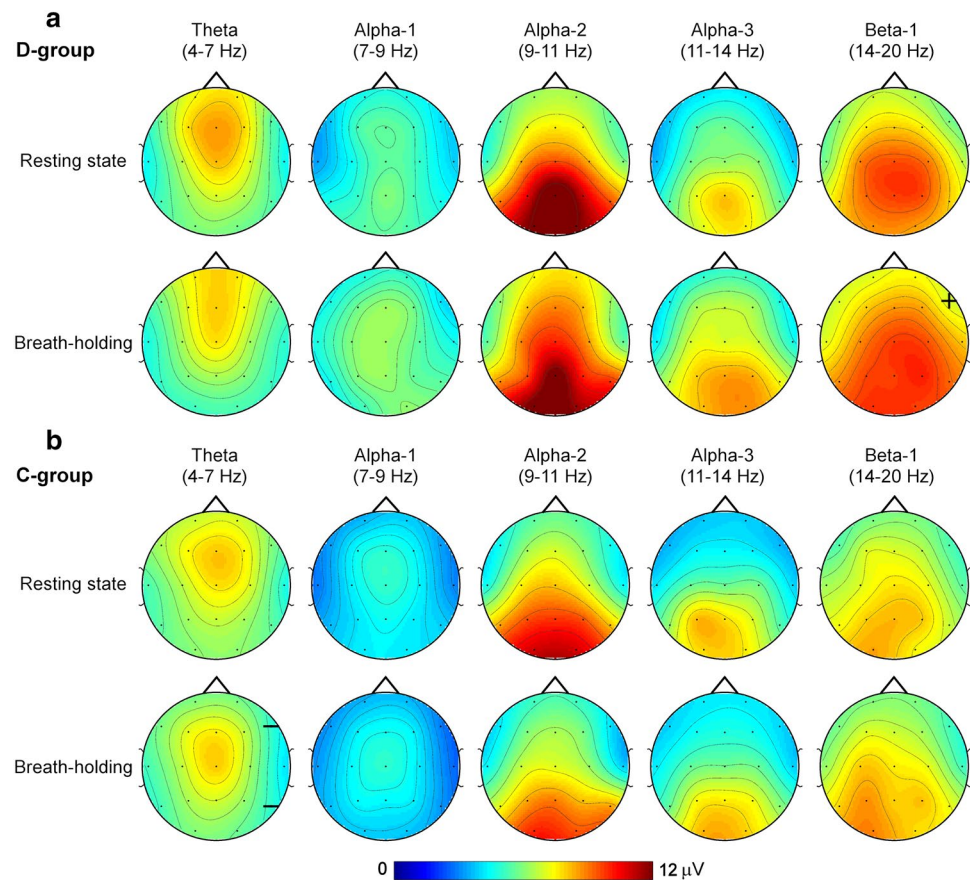 a
D-group
Theta Alpha-1 Alpha-2 Alpha-3 Beta-1
(4-7 Hz) (7-9 Hz) (9-11 Hz) (11-14 Hz) (14-20 Hz)
Resting state
Breath-holding
+
b
C-group
Theta Alpha-1 Alpha-2 Alpha-3 Beta-1
(4-7 Hz) (7-9 Hz) (9-11 Hz) (11-14 Hz) (14-20 Hz)
Resting state
Breath-holding
–
–
0 12 μV